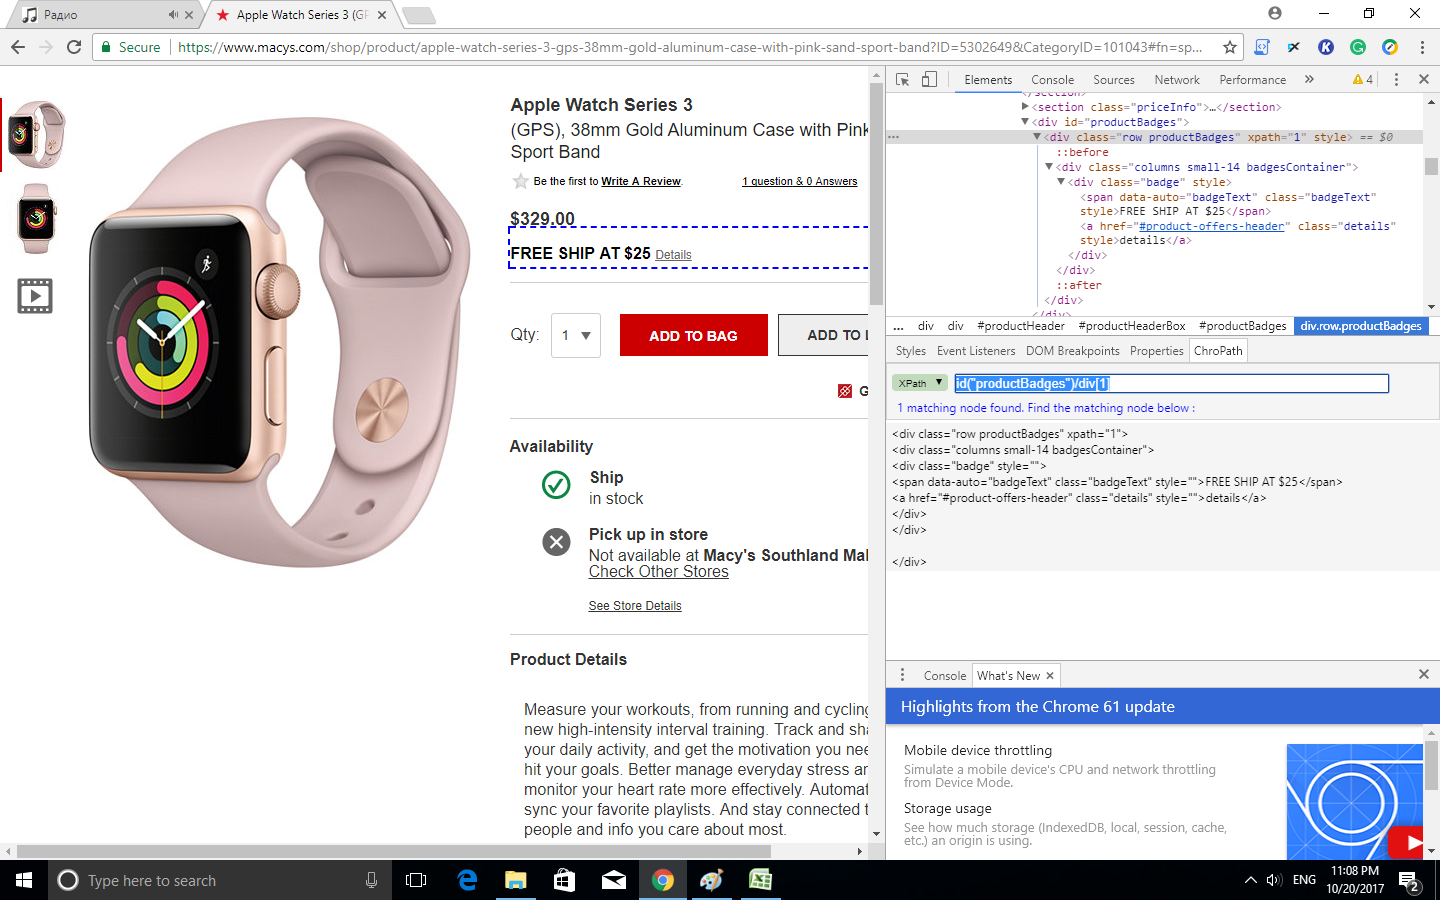 Радио
Apple Watch Series 3 (GP
Secure
https://www.macys.com/shop/product/apple-watch-series-3-gps-38mm-gold-aluminum-case-with-pink-sand-sport-band?ID=5302649&CategoryID=101043#fn=sp...
Apple Watch Series 3
(GPS), 38mm Gold Aluminum Case with Pink
Sport Band
Be the first to Write A Review.
1 question & 0 Answers
$329.00
FREE SHIP AT $25 Details
Qty:
1
ADD TO BAG
ADD TO L
G
Availability
Ship
in stock
Pick up in store
Not available at Macy's Southland Mal
Check Other Stores
See Store Details
Product Details
Measure your workouts, from running and cycling
new high-intensity interval training. Track and sha
your daily activity, and get the motivation you nee
hit your goals. Better manage everyday stress an
monitor your heart rate more effectively. Automat
sync your favorite playlists. And stay connected t
people and info you care about most.
Elements Console Sources Network Performance » 4
</section>
<section class="priceInfo">…</section>
<div id="productBadges">
<div class="row productBadges" xpath="1" style> == $0
::before
<div class="columns small-14 badgesContainer">
<div class="badge" style>
<span data-auto="badgeText" class="badgeText"
style>FREE SHIP AT $25</span>
<a href="#product-offers-header" class="details"
style>details</a>
</div>
</div>
::after
</div>
</div>
... div div #productHeader #productHeaderBox #productBadges div.row.productBadges
Styles Event Listeners DOM Breakpoints Properties ChroPath
XPath
id("productBadges")/div[1]
1 matching node found. Find the matching node below :
<div class="row productBadges" xpath="1">
<div class="columns small-14 badgesContainer">
<div class="badge" style="">
<span data-auto="badgeText" class="badgeText" style="">FREE SHIP AT $25</span>
<a href="#product-offers-header" class="details" style="">details</a>
</div>
</div>
</div>
Console What's New
Highlights from the Chrome 61 update
Mobile device throttling
Simulate a mobile device's CPU and network throttling
from Device Mode.
Storage usage
See how much storage (IndexedDB, local, session, cache,
etc.) an origin is using.
Type here to search
ENG
11:08 PM
10/20/2017
2